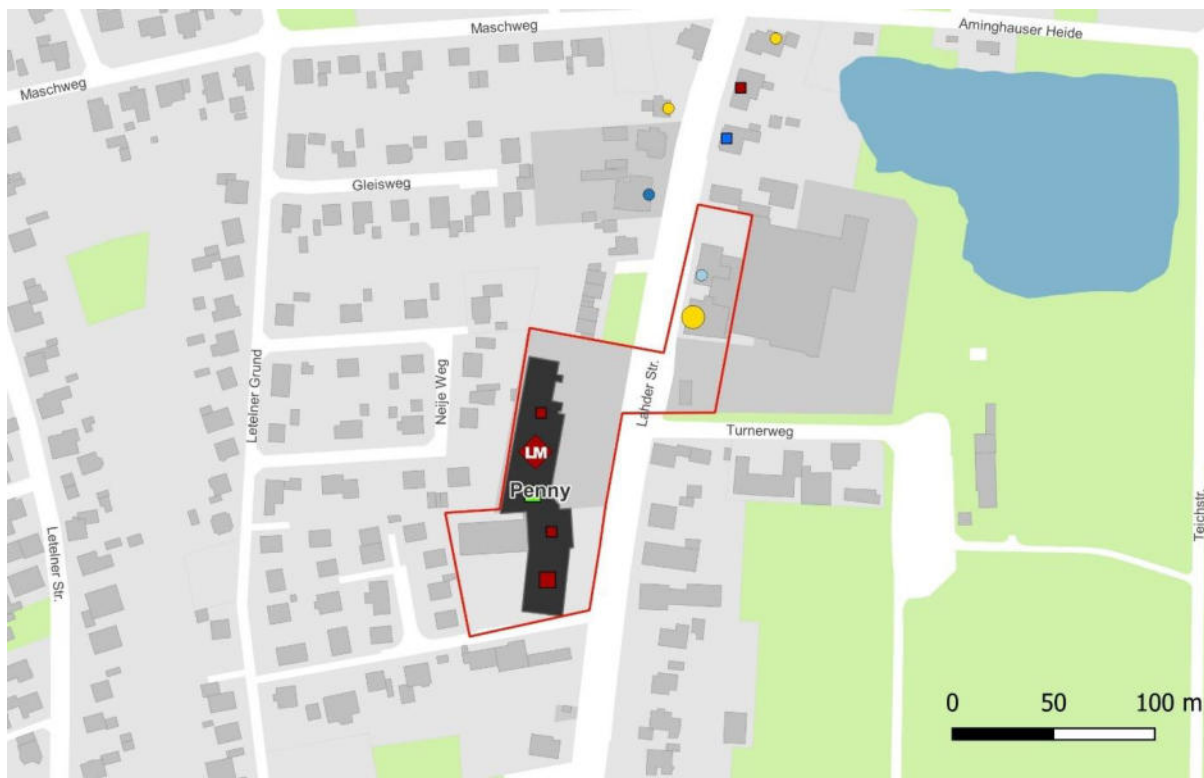 Maschweg
Aminghauser Heide
Maschweg
Gleisweg
Leteiner Grund
Neije Weg
Lahder Str.
Turnerweg
LM
Penny
Teichstr.
Letelner Str.
0 50 100 m